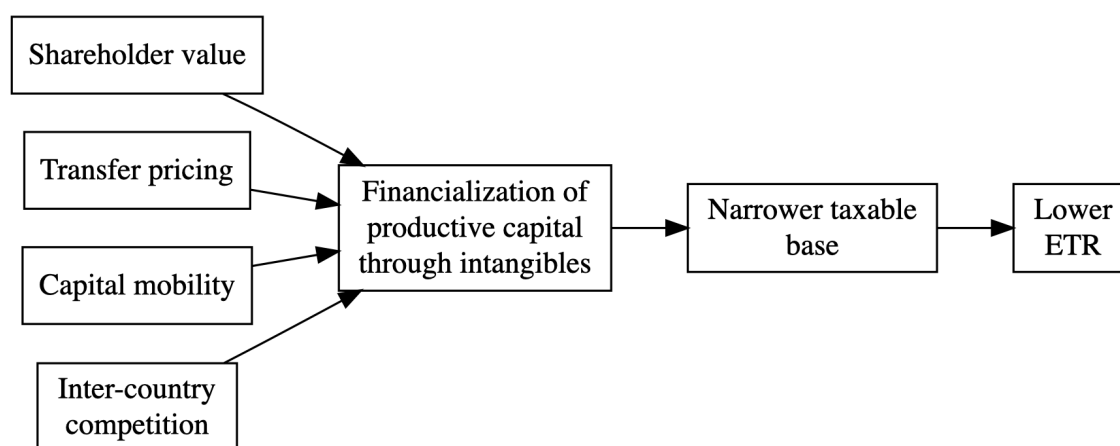 Shareholder value
Transfer pricing
Capital mobility
Inter-country
competition
Financialization of
productive capital
through intangibles
Narrower taxable
base
Lower
ETR